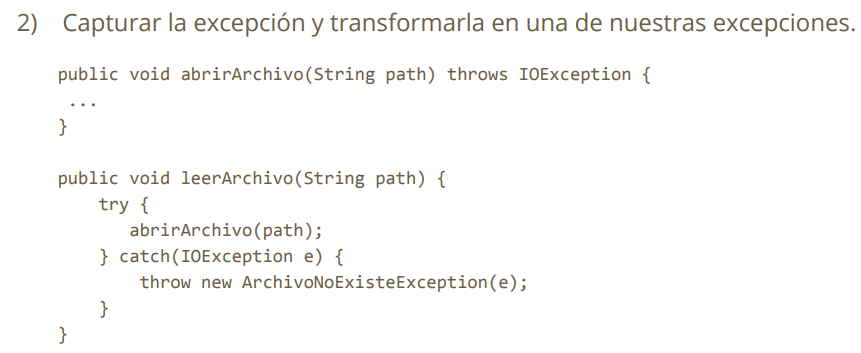 2) Capturar la excepción y transformarla en una de nuestras excepciones.
public void abrirArchivo(String path) throws IOException {
...
}
public void leerArchivo(String path) {
try {
abrirArchivo(path);
} catch(IOException e) {
throw new ArchivoNoExisteException(e);
}
}